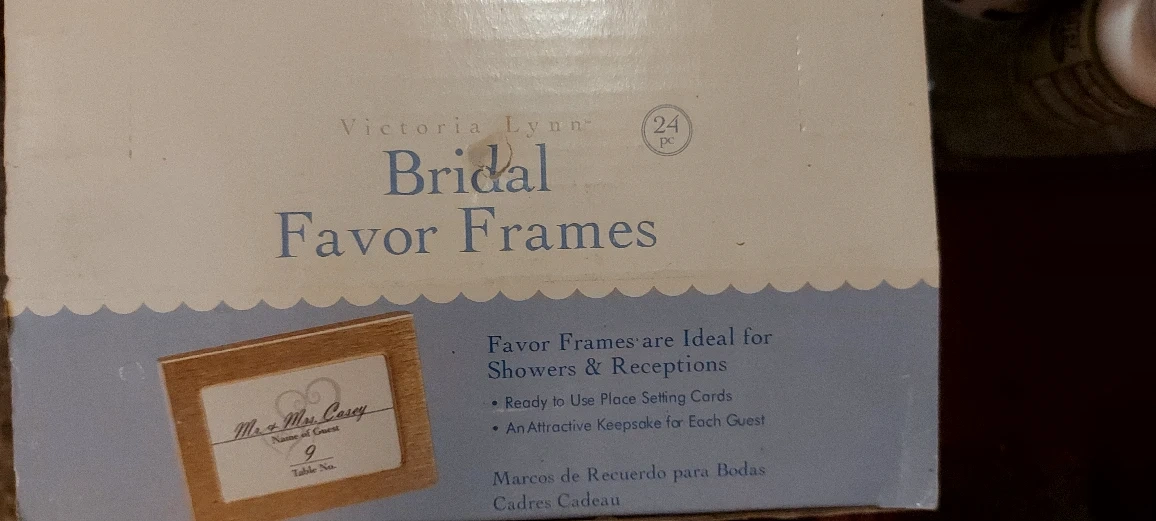 Victoria Lynn™
24
pc
Bridal
Favor Frames
Favor Frames are Ideal for
Showers & Receptions
• Ready to Use Place Setting Cards
• An Attractive Keepsake for Each Guest
Marcos de Recuerdo para Bodas
Cadres Cadeau
Mr. & Mrs. Casey
Name of Guest
9
Table No.